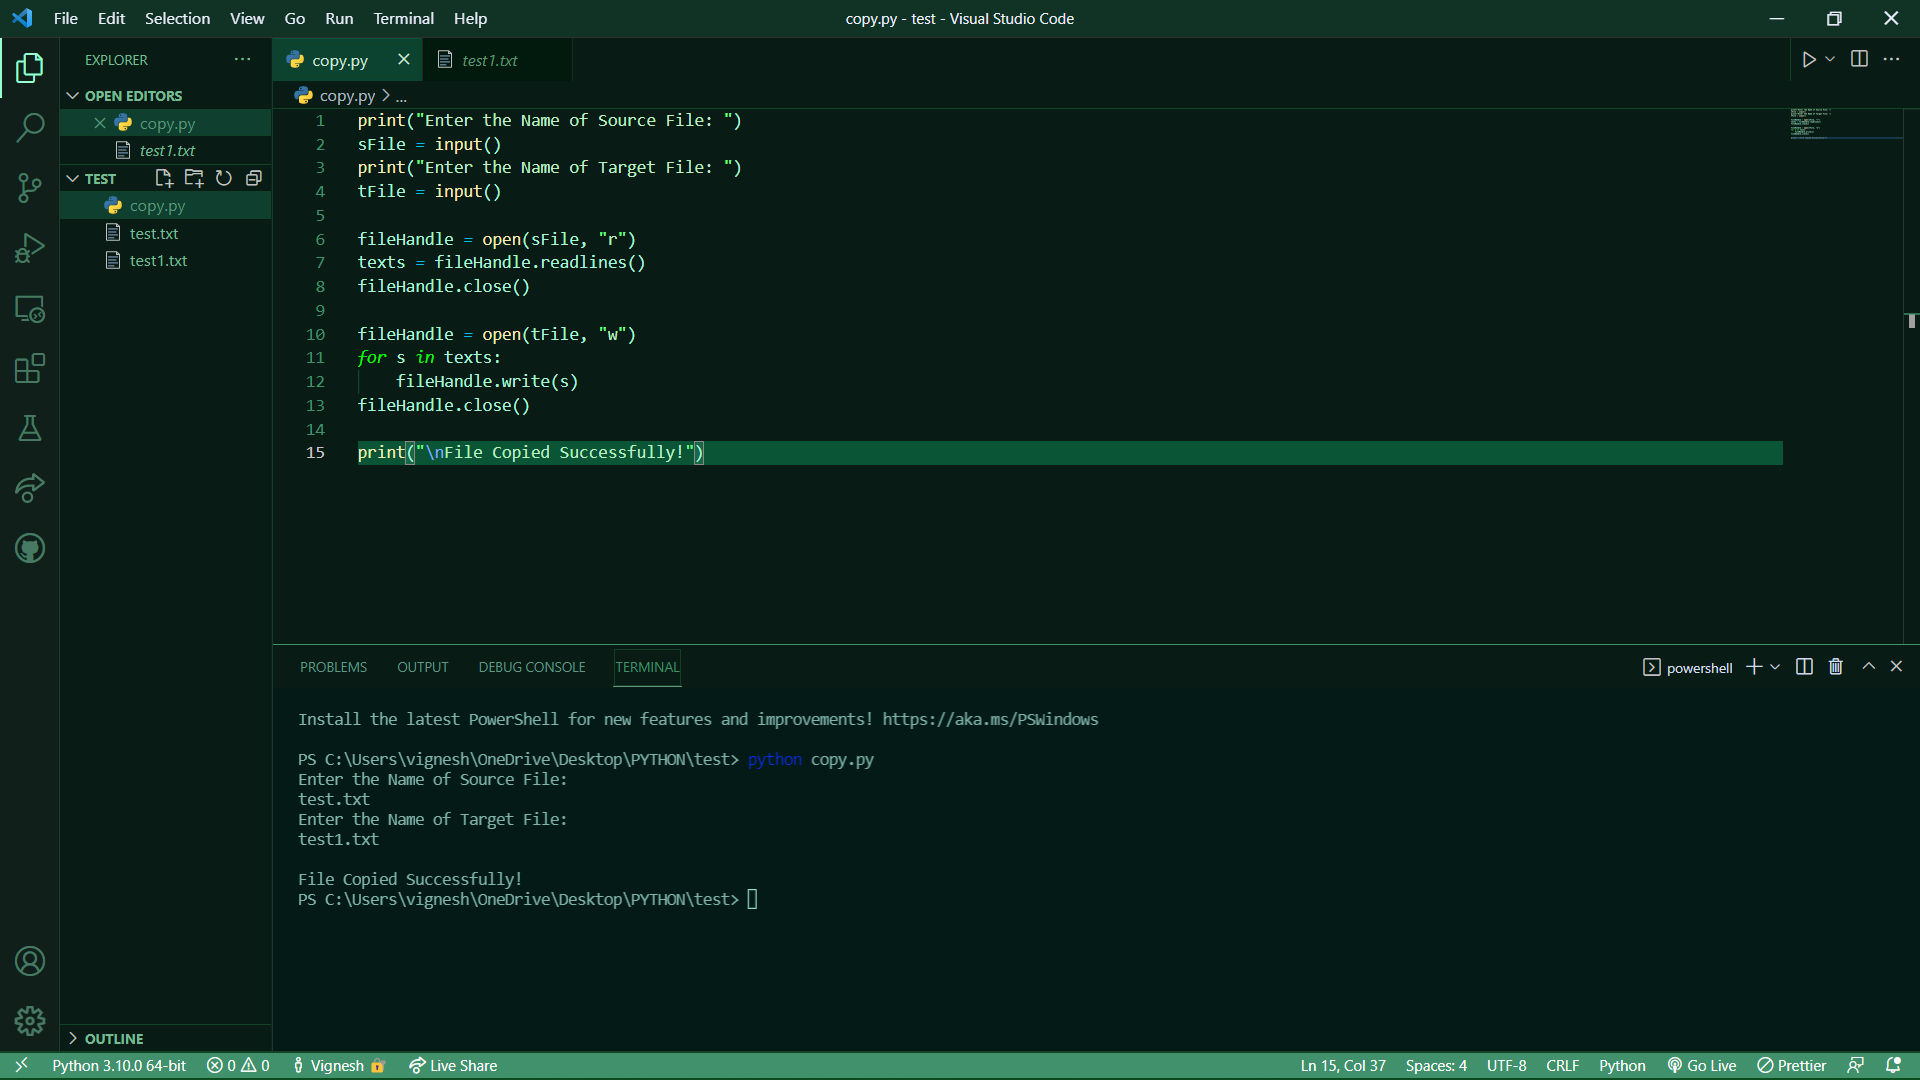 File Edit Selection View Go Run Terminal Help
copy.py - test - Visual Studio Code
EXPLORER
OPEN EDITORS
copy.py
test1.txt
TEST
copy.py
test.txt
test1.txt
OUTLINE
copy.py
test1.txt
copy.py > ...
1 print("Enter the Name of Source File: ")
2 sFile = input()
3 print("Enter the Name of Target File: ")
4 tFile = input()
5
6 fileHandle = open(sFile, "r")
7 texts = fileHandle.readlines()
8 fileHandle.close()
9
10 fileHandle = open(tFile, "w")
11 for s in texts:
12     fileHandle.write(s)
13 fileHandle.close()
14
15 print("\nFile Copied Successfully!")
PROBLEMS OUTPUT DEBUG CONSOLE TERMINAL
powershell
Install the latest PowerShell for new features and improvements! https://aka.ms/PSWindows
PS C:\Users\vignesh\OneDrive\Desktop\PYTHON\test> python copy.py
Enter the Name of Source File:
test.txt
Enter the Name of Target File:
test1.txt
File Copied Successfully!
PS C:\Users\vignesh\OneDrive\Desktop\PYTHON\test>
Python 3.10.0 64-bit 0 0 Vignesh Live Share
Ln 15, Col 37 Spaces: 4 UTF-8 CRLF Python Go Live Prettier